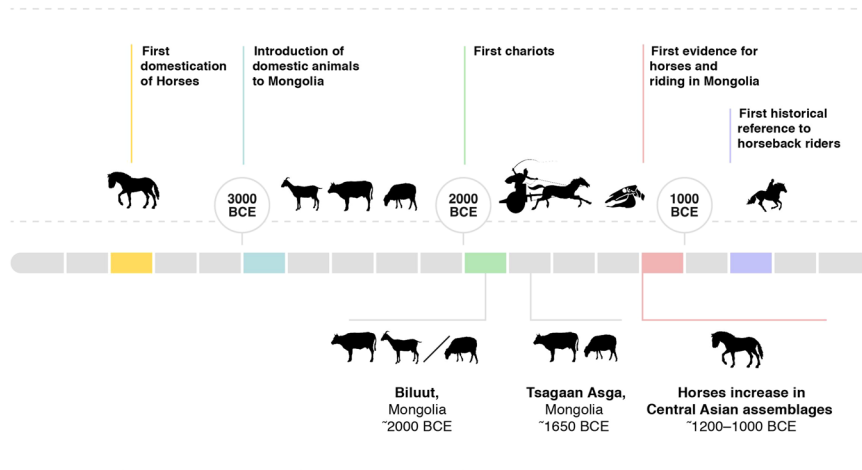 First
domestication
of Horses
Introduction of
domestic animals
to Mongolia
First chariots
First evidence for
horses and
riding in Mongolia
First historical
reference to
horseback riders
3000
BCE
2000
BCE
1000
BCE
Biluut,
Mongolia
~2000 BCE
Tsagaan Asga,
Mongolia
~1650 BCE
Horses increase in
Central Asian assemblages
~1200–1000 BCE